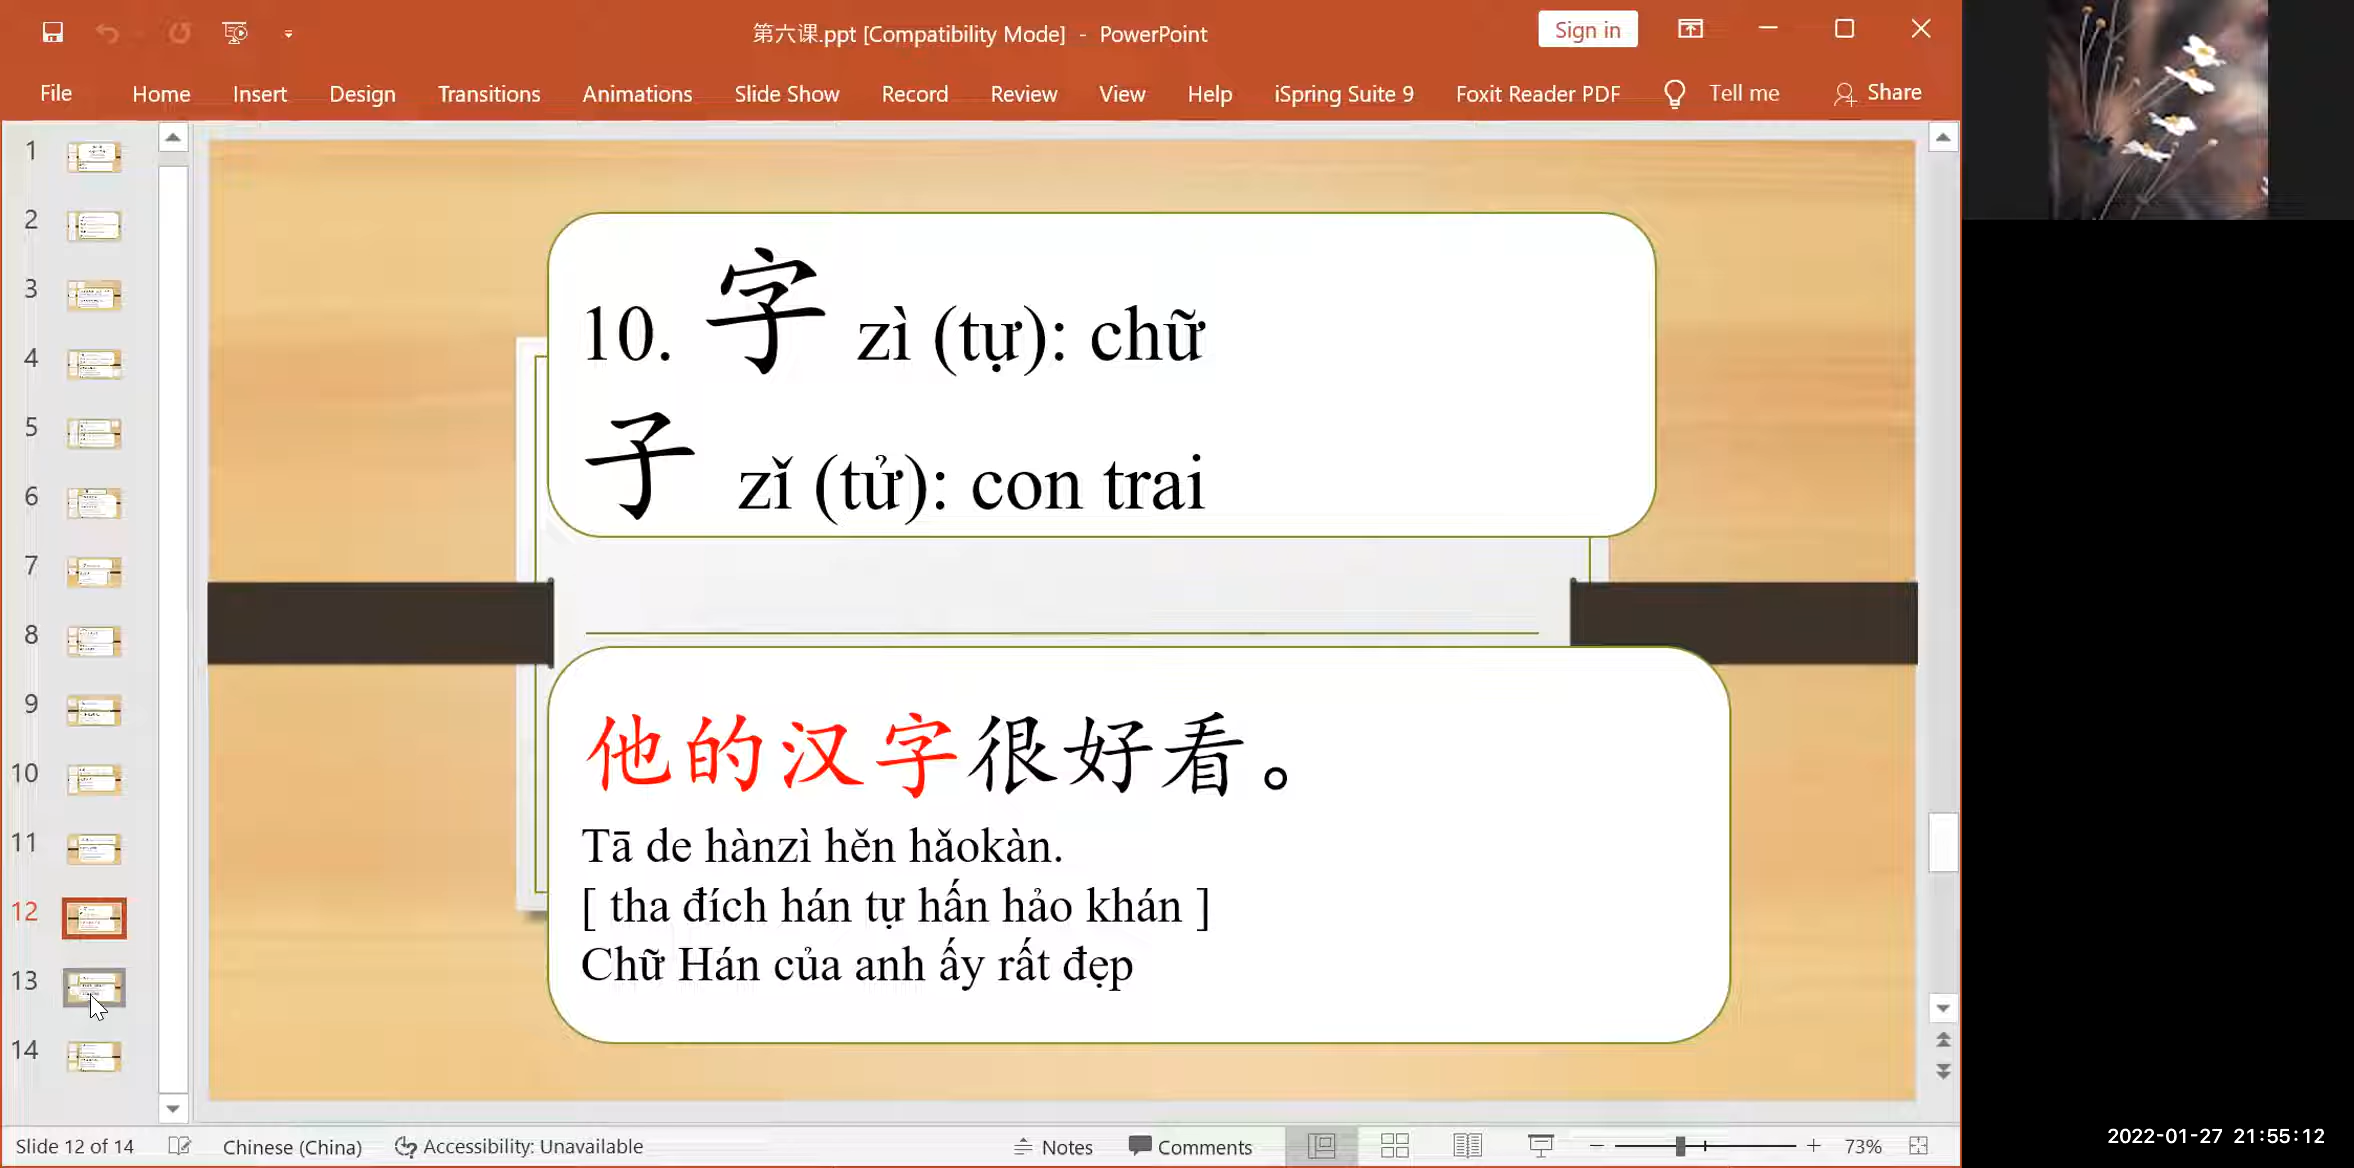 第六课.ppt [Compatibility Mode] - PowerPoint
Sign in
File Home Insert Design Transitions Animations Slide Show Record Review View Help iSpring Suite 9 Foxit Reader PDF Tell me Share
1
2
3
4
5
6
7
8
9
10
11
12
13
14
10. 字 zì (tự): chữ
子 zǐ (tử): con trai
他的汉字很好看。
Tā de hànzì hěn hǎokàn.
[ tha đích hán tự hấn hảo khán ]
Chữ Hán của anh ấy rất đẹp
Slide 12 of 14 Chinese (China) Accessibility: Unavailable Notes Comments 73%
2022-01-27 21:55:12